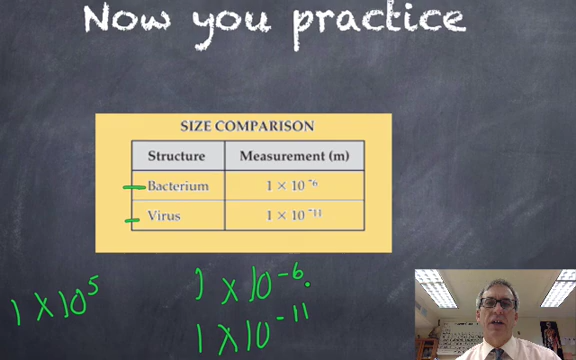 Now you practice
SIZE COMPARISON
Structure Measurement (m)
Bacterium 1 × 10⁻⁶
Virus 1 × 10⁻¹¹
1 × 10⁵
1 × 10⁻⁶
1 × 10⁻¹¹